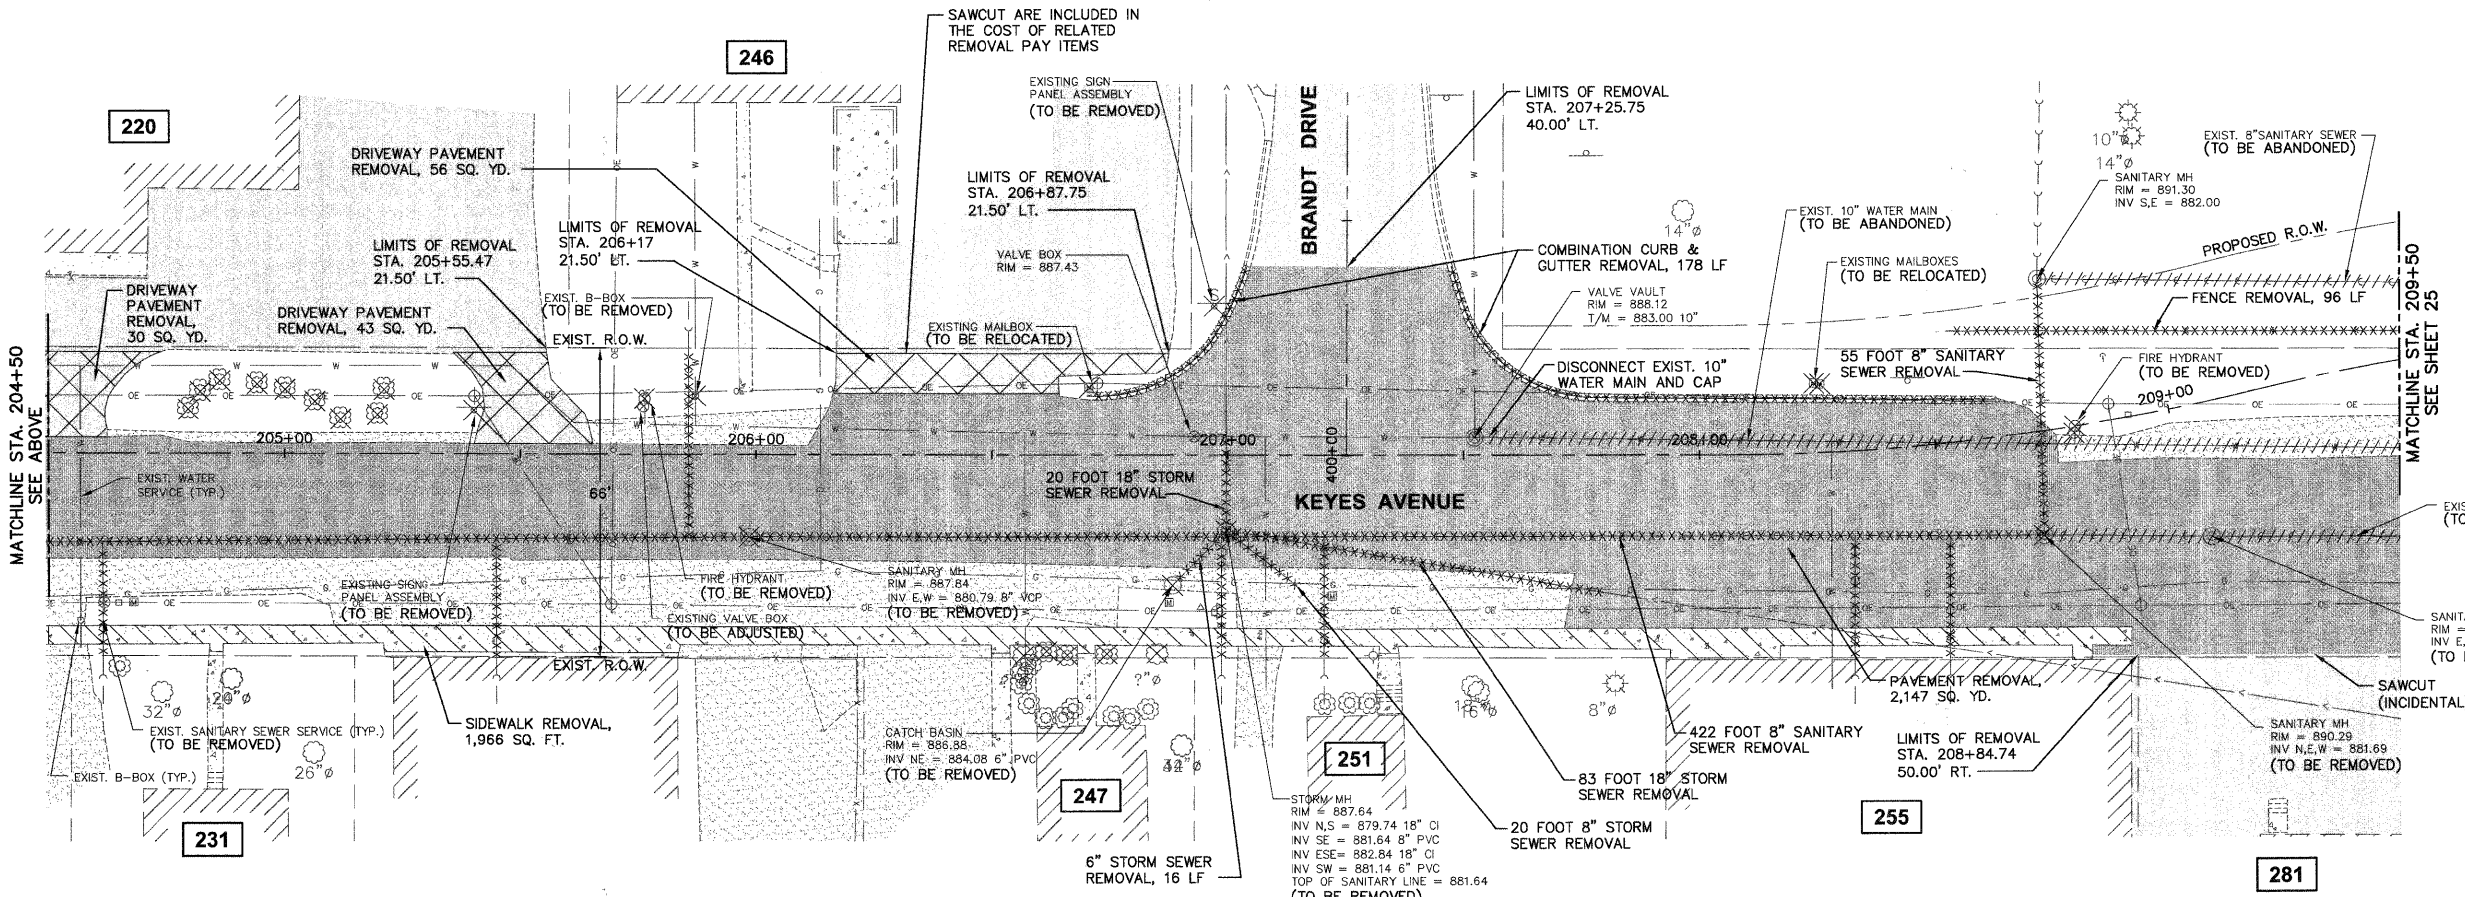 SAWCUT ARE INCLUDED IN
THE COST OF RELATED
REMOVAL PAY ITEMS
246
220
EXISTING SIGN
PANEL ASSEMBLY
(TO BE REMOVED)
BRANDT DRIVE
LIMITS OF REMOVAL
STA. 207+25.75
40.00' LT.
10"ø
14"ø
EXIST. 8"SANITARY SEWER
(TO BE ABANDONED)
SANITARY MH
RIM = 891.30
INV S,E = 882.00
DRIVEWAY PAVEMENT
REMOVAL, 56 SQ. YD.
LIMITS OF REMOVAL
STA. 206+87.75
21.50' LT.
LIMITS OF REMOVAL
STA. 206+17
21.50' LT.
LIMITS OF REMOVAL
STA. 205+55.47
21.50' LT.
VALVE BOX
RIM = 887.43
14"ø
EXIST. 10" WATER MAIN
(TO BE ABANDONED)
COMBINATION CURB &
GUTTER REMOVAL, 178 LF
EXISTING MAILBOXES
(TO BE RELOCATED)
PROPOSED R.O.W.
DRIVEWAY
PAVEMENT
REMOVAL,
30 SQ. YD.
DRIVEWAY PAVEMENT
REMOVAL, 43 SQ. YD.
EXIST. B-BOX
(TO BE REMOVED)
EXIST. R.O.W.
EXISTING MAILBOX
(TO BE RELOCATED)
VALVE VAULT
RIM = 888.12
T/M = 883.00 10"
FENCE REMOVAL, 96 LF
DISCONNECT EXIST. 10"
WATER MAIN AND CAP
55 FOOT 8" SANITARY
SEWER REMOVAL
FIRE HYDRANT
(TO BE REMOVED)
MATCHLINE STA. 204+50
SEE ABOVE
MATCHLINE STA. 209+50
SEE SHEET 25
205+00
206+00
207+00
208+00
209+00
400+00
EXIST. WATER
SERVICE (TYP.)
66'
20 FOOT 18" STORM
SEWER REMOVAL
KEYES AVENUE
EXIS
(TO
EXISTING SIGNG
PANEL ASSEMBLY
(TO BE REMOVED)
FIRE HYDRANT
(TO BE REMOVED)
EXISTING VALVE BOX
(TO BE ADJUSTED)
SANITARY MH
RIM = 887.84
INV E,W = 880.79 8" VCP
(TO BE REMOVED)
EXIST. R.O.W.
SANIT
RIM =
INV E,
(TO
32"ø
SIDEWALK REMOVAL,
1,966 SQ. FT.
EXIST. SANITARY SEWER SERVICE (TYP.)
(TO BE REMOVED)
EXIST. B-BOX (TYP.)
26"ø
CATCH BASIN
RIM = 886.88
INV NE = 884.08 6" PVC
(TO BE REMOVED)
?"ø
8"ø
PAVEMENT REMOVAL,
2,147 SQ. YD.
422 FOOT 8" SANITARY
SEWER REMOVAL
LIMITS OF REMOVAL
STA. 208+84.74
50.00' RT.
SAWCUT
(INCIDENTAL
SANITARY MH
RIM = 890.29
INV N,E,W = 881.69
(TO BE REMOVED)
231
247
251
255
281
83 FOOT 18" STORM
SEWER REMOVAL
20 FOOT 8" STORM
SEWER REMOVAL
6" STORM SEWER
REMOVAL, 16 LF
STORM MH
RIM = 887.64
INV N,S = 879.74 18" CI
INV SE = 881.64 8" PVC
INV ESE= 882.84 18" CI
INV SW = 881.14 6" PVC
TOP OF SANITARY LINE = 881.64
(TO BE REMOVED)